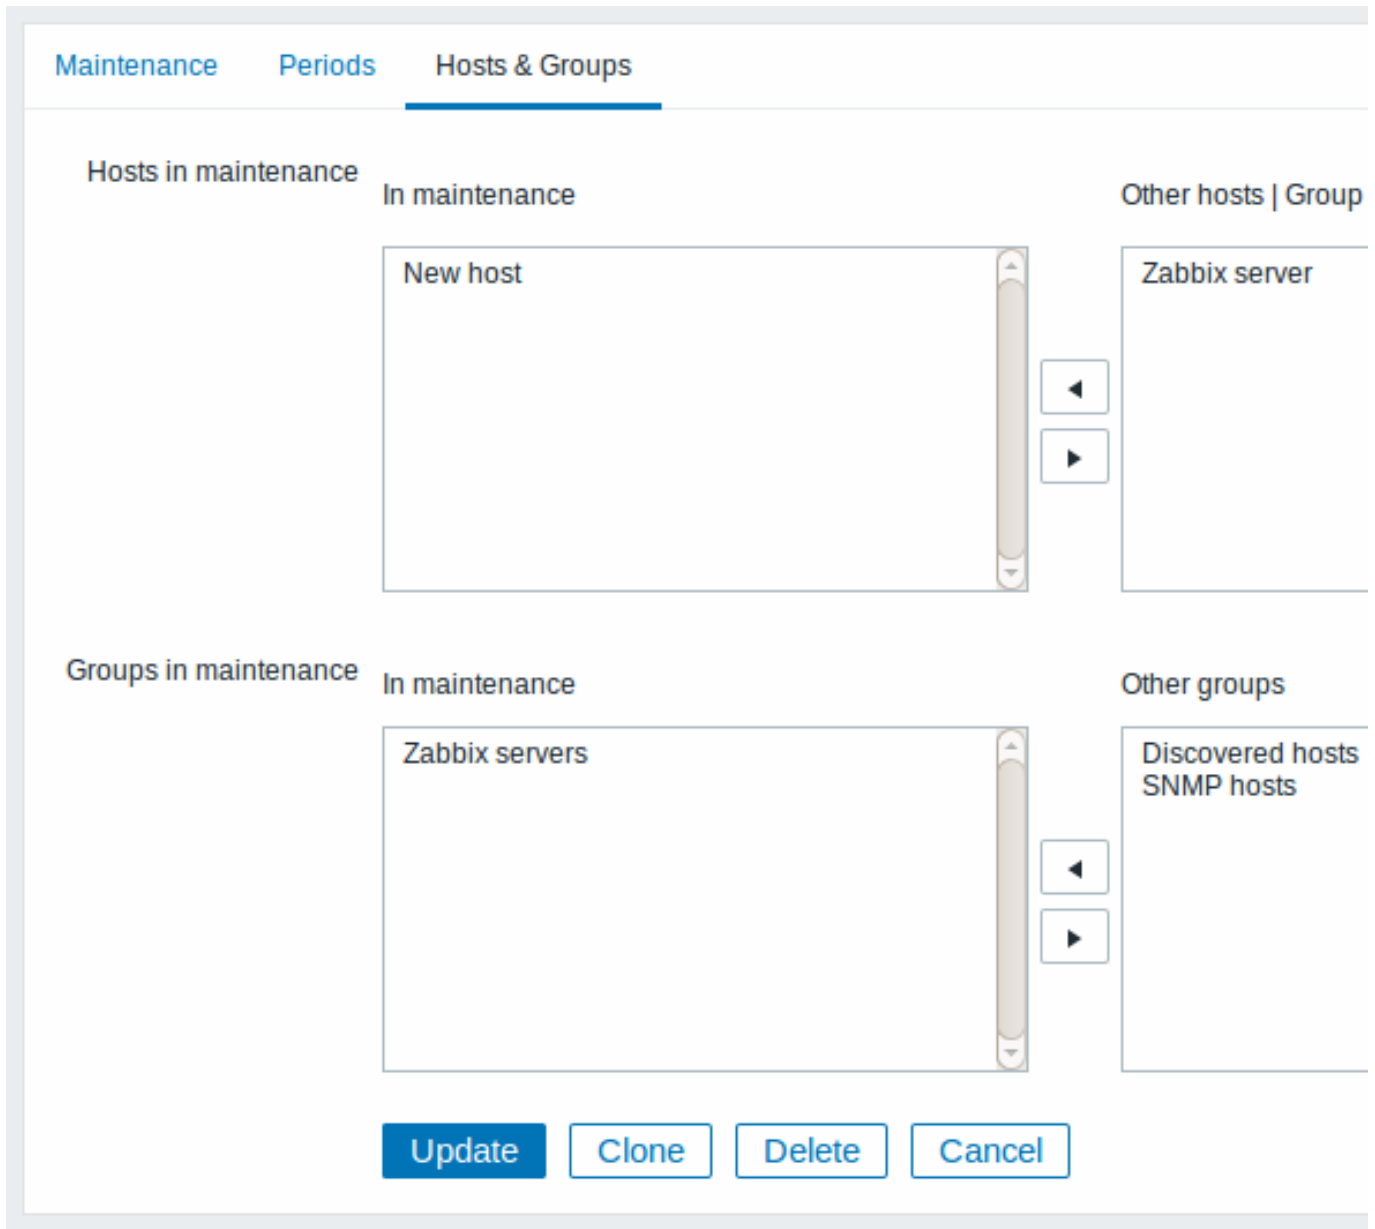 Maintenance Periods Hosts & Groups
Hosts in maintenance
In maintenance
Other hosts | Group
New host
Zabbix server
Groups in maintenance
In maintenance
Other groups
Zabbix servers
Discovered hosts
SNMP hosts
Update Clone Delete Cancel